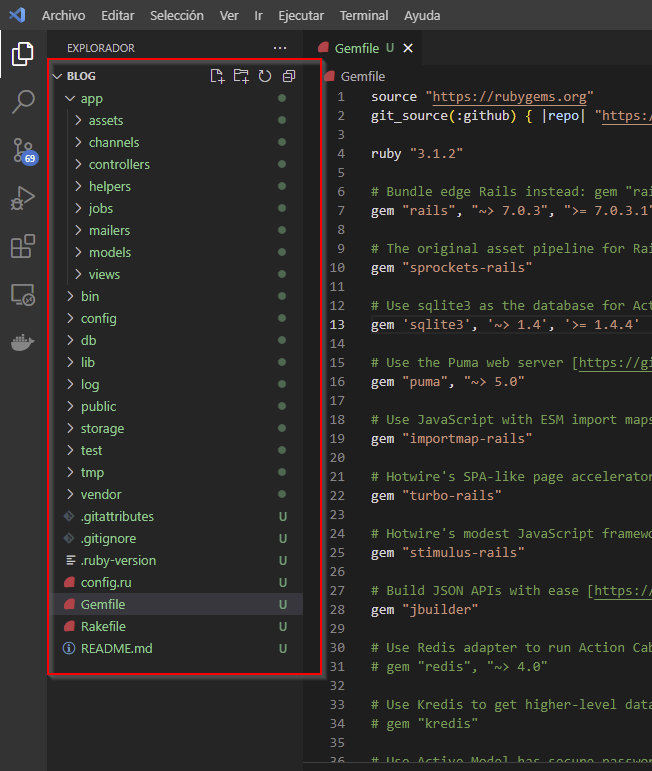 Archivo Editar Selección Ver Ir Ejecutar Terminal Ayuda
EXPLORADOR ...
BLOG
app
assets
channels
controllers
helpers
jobs
mailers
models
views
bin
config
db
lib
log
public
storage
test
tmp
vendor
.gitattributes U
.gitignore U
.ruby-version U
config.ru U
Gemfile U
Rakefile U
README.md U
69
Gemfile U
Gemfile
1 source "https://rubygems.org"
2 git_source(:github) { |repo| "https:/
3
4 ruby "3.1.2"
5
6 # Bundle edge Rails instead: gem "rai
7 gem "rails", "~> 7.0.3", ">= 7.0.3.1"
8
9 # The original asset pipeline for Rai
10 gem "sprockets-rails"
11
12 # Use sqlite3 as the database for Act
13 gem 'sqlite3', '~> 1.4', '>= 1.4.4'
14
15 # Use the Puma web server [https://gi
16 gem "puma", "~> 5.0"
17
18 # Use JavaScript with ESM import maps
19 gem "importmap-rails"
20
21 # Hotwire's SPA-like page accelerator
22 gem "turbo-rails"
23
24 # Hotwire's modest JavaScript framewo
25 gem "stimulus-rails"
26
27 # Build JSON APIs with ease [https://
28 gem "jbuilder"
29
30 # Use Redis adapter to run Action Cab
31 # gem "redis", "~> 4.0"
32
33 # Use Kredis to get higher-level data
34 # gem "kredis"
35
36 # Use Active Model has secure passwor